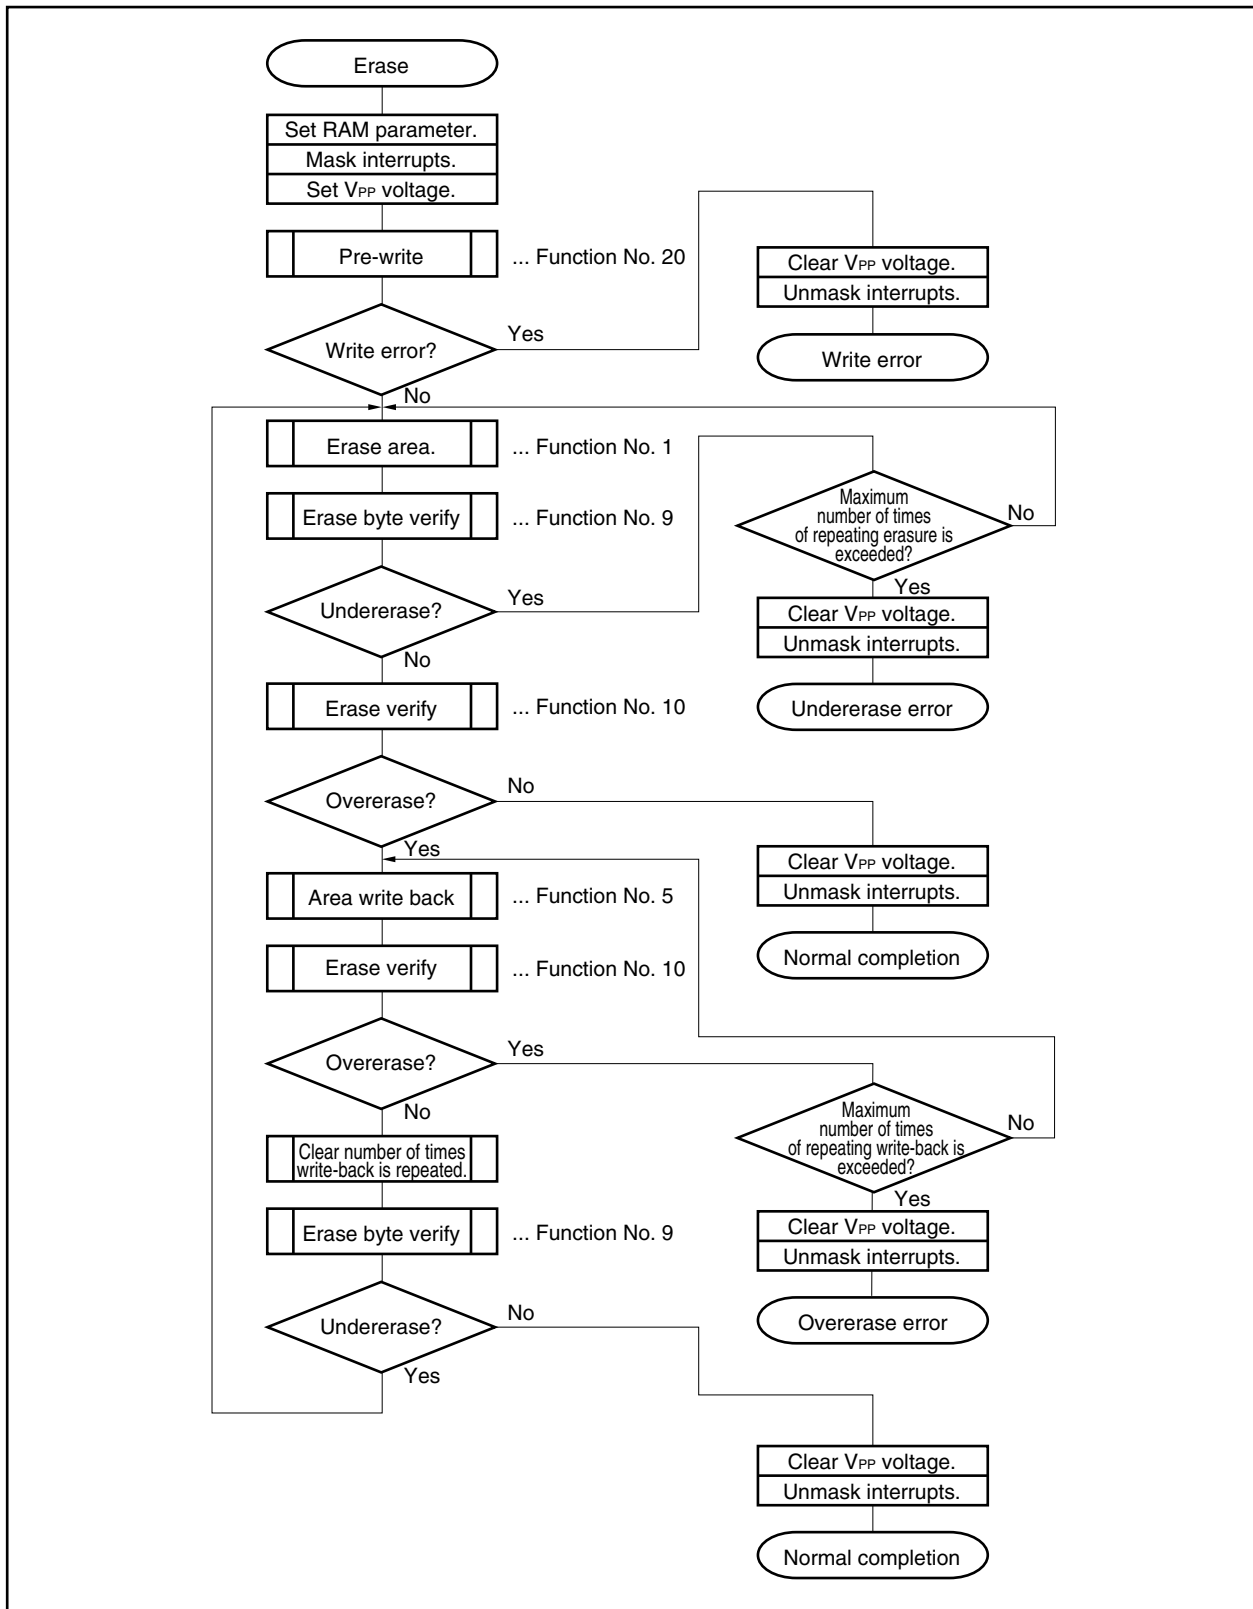 Erase
Set RAM parameter.
Mask interrupts.
Set VPP voltage.
Pre-write
... Function No. 20
Write error?
Yes
No
Clear VPP voltage.
Unmask interrupts.
Write error
Erase area.
... Function No. 1
Erase byte verify
... Function No. 9
Undererase?
Yes
No
Maximum
number of times
of repeating erasure is
exceeded?
No
Yes
Clear VPP voltage.
Unmask interrupts.
Undererase error
Erase verify
... Function No. 10
Overerase?
No
Yes
Clear VPP voltage.
Unmask interrupts.
Normal completion
Area write back
... Function No. 5
Erase verify
... Function No. 10
Overerase?
Yes
No
Maximum
number of times
of repeating write-back is
exceeded?
No
Yes
Clear VPP voltage.
Unmask interrupts.
Overerase error
Clear number of times
write-back is repeated.
Erase byte verify
... Function No. 9
Undererase?
No
Yes
Clear VPP voltage.
Unmask interrupts.
Normal completion